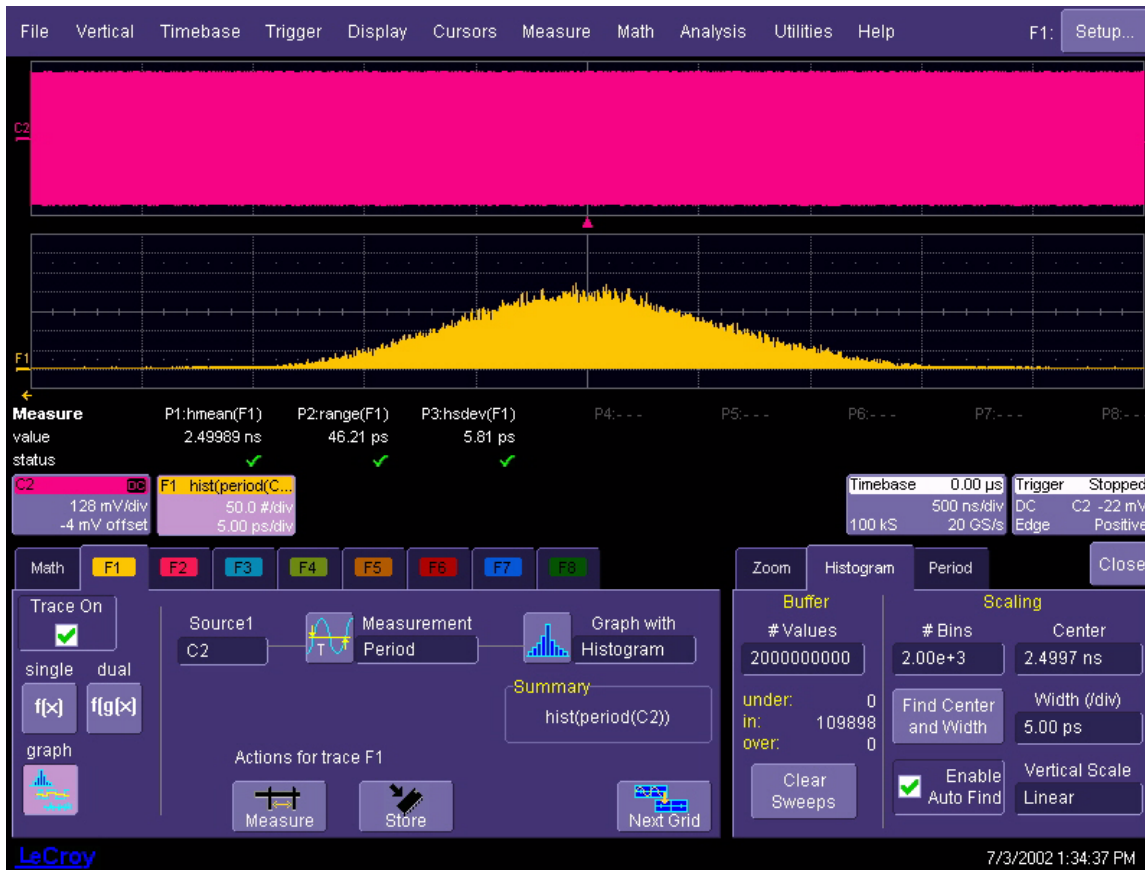 File Vertical Timebase Trigger Display Cursors Measure Math Analysis Utilities Help F1: Setup...
C2
F1
Measure P1:hmean(F1) P2:range(F1) P3:hsdev(F1) P4:- - - P5:- - - P6:- - - P7:- - - P8:- -
value 2.49989 ns 46.21 ps 5.81 ps
status
C2 DC F1 hist(period(C... Timebase 0.00 µs Trigger Stopped
128 mV/div 50.0 #/div 500 ns/div DC C2 -22 mV
-4 mV offset 5.00 ps/div 100 kS 20 GS/s Edge Positive
Math F1 F2 F3 F4 F5 F6 F7 F8 Zoom Histogram Period Close
Trace On
Source1
C2
T
Measurement
Period
Graph with
Histogram
single dual
f(x) f(g(x))
graph
Summary
hist(period(C2))
Actions for trace F1
Measure Store Next Grid
Buffer
# Values
2000000000
under: 0
in: 109898
over: 0
Clear
Sweeps
Scaling
# Bins Center
2.00e+3 2.4997 ns
Find Center
and Width
Width (/div)
5.00 ps
Enable
Auto Find
Vertical Scale
Linear
LeCroy 7/3/2002 1:34:37 PM